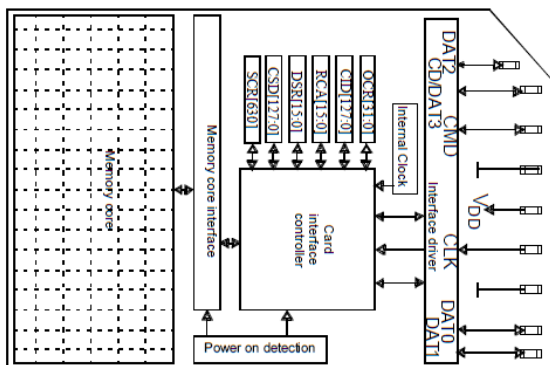 Memory core
Memory core interface
SCR[630]
CSD[127:0]
DSR[15:0]
RCA[15:0]
CID[127:0]
OCR[31:0]
Internal Clock
Card
interface
controller
Power on detection
Interface driver
DAT2
CD/DAT3
CMD
VDD
CLK
DAT0
DAT1